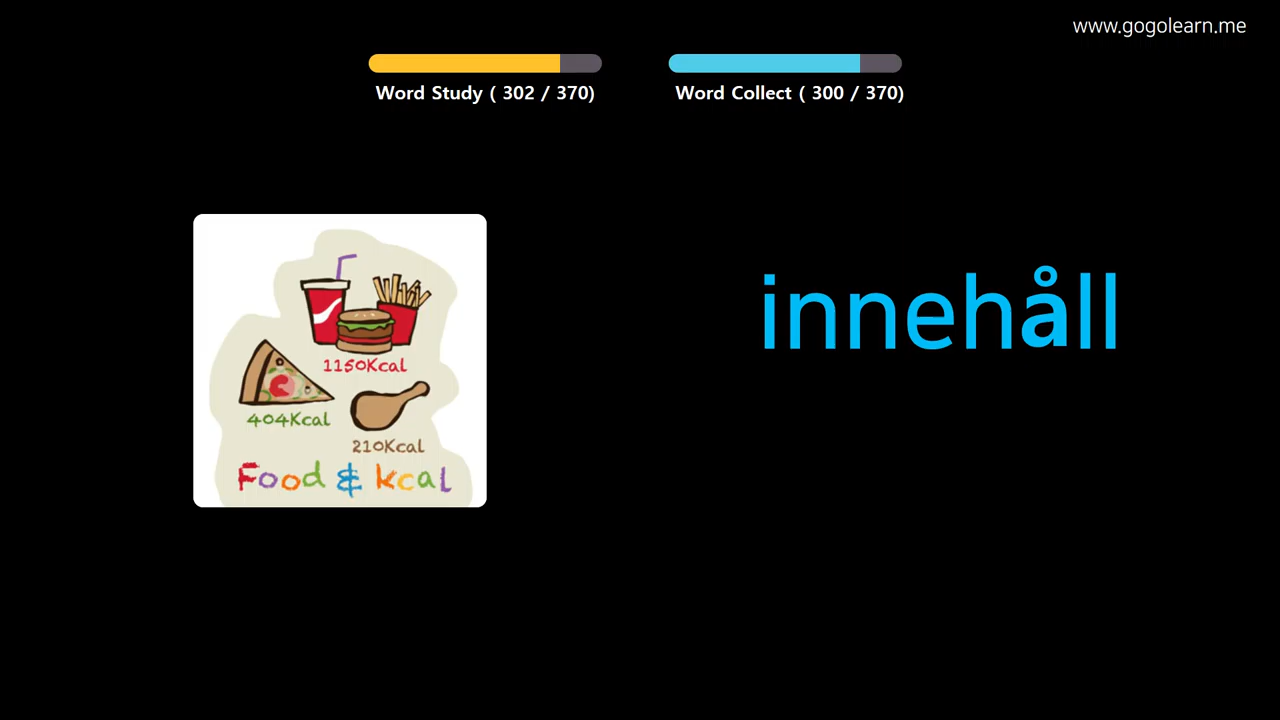 www.gogolearn.me
Word Study ( 302 / 370)
Word Collect ( 300 / 370)
innehåll
1150Kcal
404Kcal
210Kcal
Food & kcal